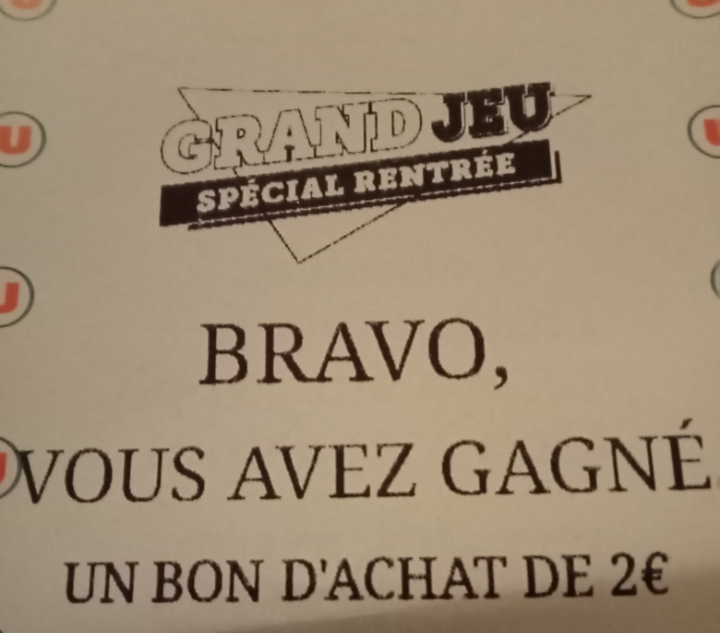 GRAND JEU
SPÉCIAL RENTRÉE
BRAVO,
VOUS AVEZ GAGNÉ
UN BON D'ACHAT DE 2€
U
U
U
U